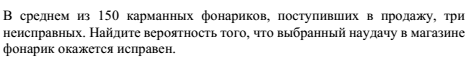 В среднем из 150 карманных фонариков, поступивших в продажу, три
неисправных. Найдите вероятность того, что выбранный наудачу в магазине
фонарик окажется исправен.